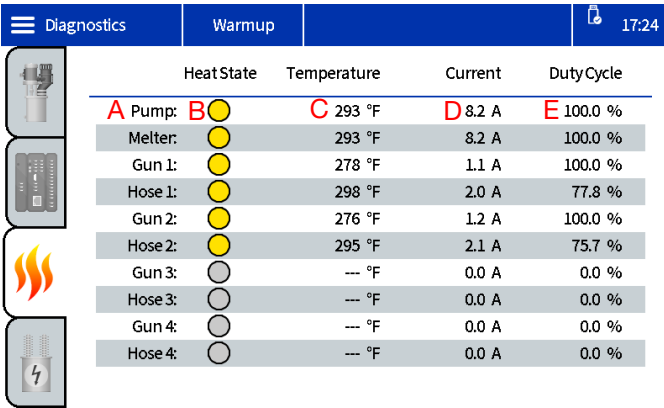 Diagnostics Warmup 17:24
Heat State Temperature Current Duty Cycle
A Pump: B C 293 °F D 8.2 A E 100.0 %
Melter: 293 °F 8.2 A 100.0 %
Gun 1: 278 °F 1.1 A 100.0 %
Hose 1: 298 °F 2.0 A 77.8 %
Gun 2: 276 °F 1.2 A 100.0 %
Hose 2: 295 °F 2.1 A 75.7 %
Gun 3: --- °F 0.0 A 0.0 %
Hose 3: --- °F 0.0 A 0.0 %
Gun 4: --- °F 0.0 A 0.0 %
Hose 4: --- °F 0.0 A 0.0 %